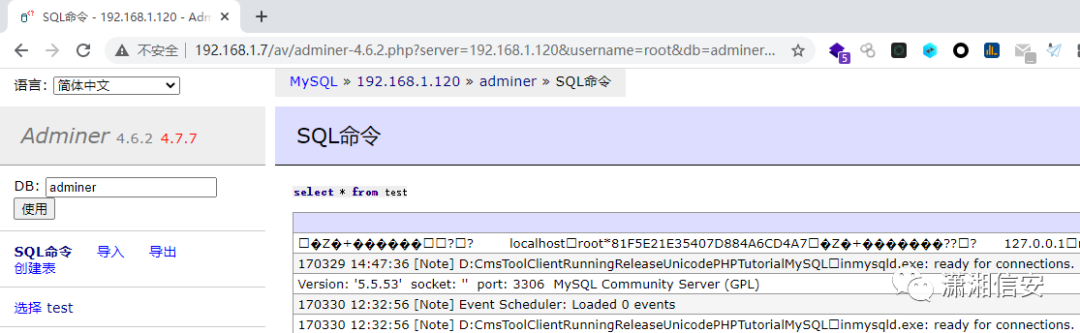 SQL命令 - 192.168.1.120 - Adm
不安全 192.168.1.7/av/adminer-4.6.2.php?server=192.168.1.120&username=root&db=adminer...
5
语言: 简体中文
MySQL » 192.168.1.120 » adminer » SQL命令
Adminer 4.6.2 4.7.7
SQL命令
DB: adminer
使用
select * from test
SQL命令 导入 导出
创建表
选择 test
localhost root*81F5E21E35407D884A6CD4A7 127.0.0.1
170329 14:47:36 [Note] D:CmsToolClientRunningReleaseUnicodePHPTutorialMySQL□inmysqld.exe: ready for connections.
Version: '5.5.53' socket: '' port: 3306 MySQL Community Server (GPL)
170330 12:32:56 [Note] Event Scheduler: Loaded 0 events
170330 12:32:56 [Note] D:CmsToolClientRunningReleaseUnicodePHPTutorialMySQL□inmysqld.exe: ready for connections.
潇湘信安